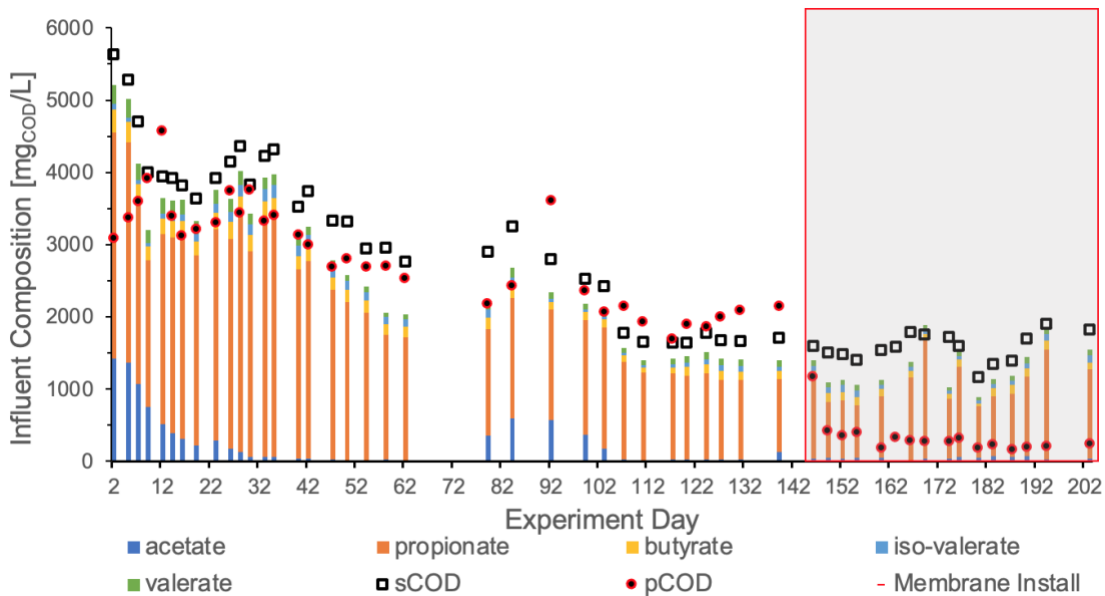 Influent Composition [mgCOD/L]
6000
5000
4000
3000
2000
1000
0
2 12 22 32 42 52 62 72 82 92 102 112 122 132 142 152 162 172 182 192 202
Experiment Day
acetate propionate butyrate iso-valerate
valerate sCOD pCOD Membrane Install